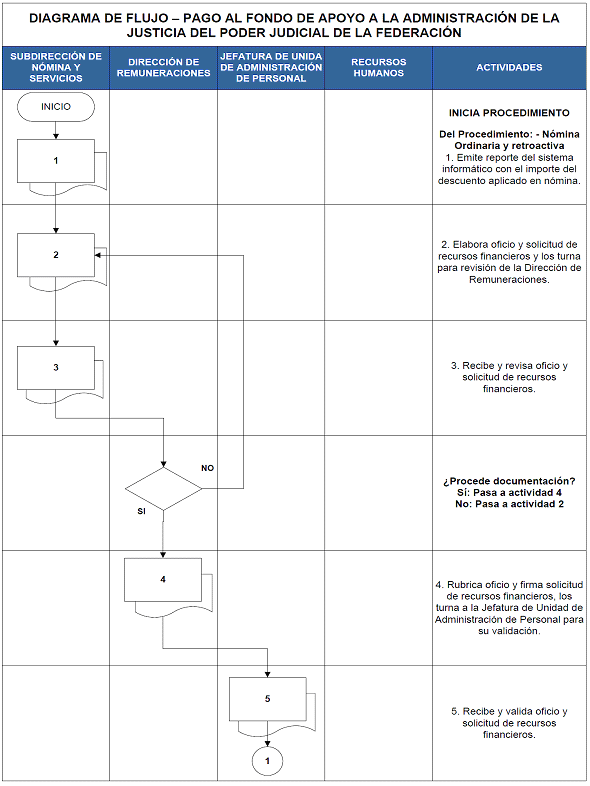 DIAGRAMA DE FLUJO – PAGO AL FONDO DE APOYO A LA ADMINISTRACIÓN DE LA
JUSTICIA DEL PODER JUDICIAL DE LA FEDERACIÓN
SUBDIRECCIÓN DE
NÓMINA Y
SERVICIOS
DIRECCIÓN DE
REMUNERACIONES
JEFATURA DE UNIDA
DE ADMINISTRACIÓN
DE PERSONAL
RECURSOS
HUMANOS
ACTIVIDADES
INICIO
1
INICIA PROCEDIMIENTO
Del Procedimiento: - Nómina
Ordinaria y retroactiva
1. Emite reporte del sistema
informático con el importe del
descuento aplicado en nómina.
2
2. Elabora oficio y solicitud de
recursos financieros y los turna
para revisión de la Dirección de
Remuneraciones.
3
3. Recibe y revisa oficio y
solicitud de recursos
financieros.
NO
SI
¿Procede documentación?
Sí: Pasa a actividad 4
No: Pasa a actividad 2
4
4. Rubrica oficio y firma solicitud
de recursos financieros, los
turna a la Jefatura de Unidad de
Administración de Personal para
su validación.
5
5. Recibe y valida oficio y
solicitud de recursos
financieros.
1